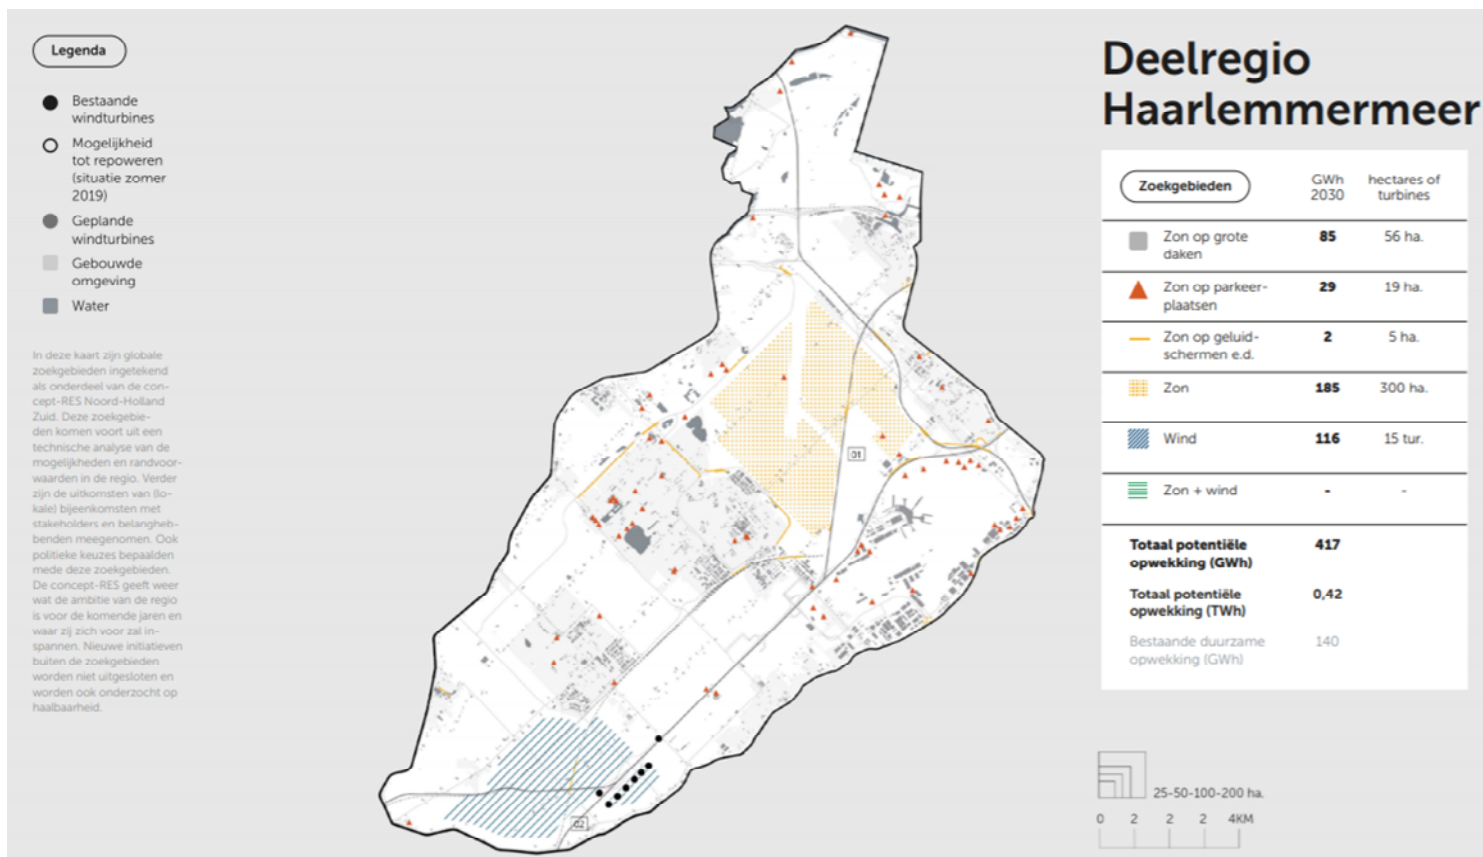 Legenda
Bestaande
windturbines
Mogelijkheid
tot repoweren
(situatie zomer
2019)
Geplande
windturbines
Gebouwde
omgeving
Water
In deze kaart zijn globale
zoekgebieden ingetekend
als onderdeel van de con-
cept-RES Noord-Holland
Zuid. Deze zoekgebie-
den komen voort uit een
technische analyse van de
mogelijkheden en randvoor-
waarden in de regio. Verder
zijn de uitkomsten van (lo-
kale) bijeenkomsten met
stakeholders en belangheb-
benden meegenomen. Ook
politieke keuzes bepaalden
mede deze zoekgebieden.
De concept-RES geeft weer
wat de ambitie van de regio
is voor de komende jaren en
waar zij zich voor zal in-
spannen. Nieuwe initiatieven
buiten de zoekgebieden
worden niet uitgesloten en
worden ook onderzocht op
haalbaarheid.
01
02
Deelregio
Haarlemmermeer
Zoekgebieden GWh 2030 hectares of turbines
Zon op grote daken 85 56 ha.
Zon op parkeer-plaatsen 29 19 ha.
Zon op geluid-schermen e.d. 2 5 ha.
Zon 185 300 ha.
Wind 116 15 tur.
Zon + wind - -
Totaal potentiële opwekking (GWh) 417
Totaal potentiële opwekking (TWh) 0,42
Bestaande duurzame opwekking (GWh) 140
25-50-100-200 ha.
0 2 2 2 4KM